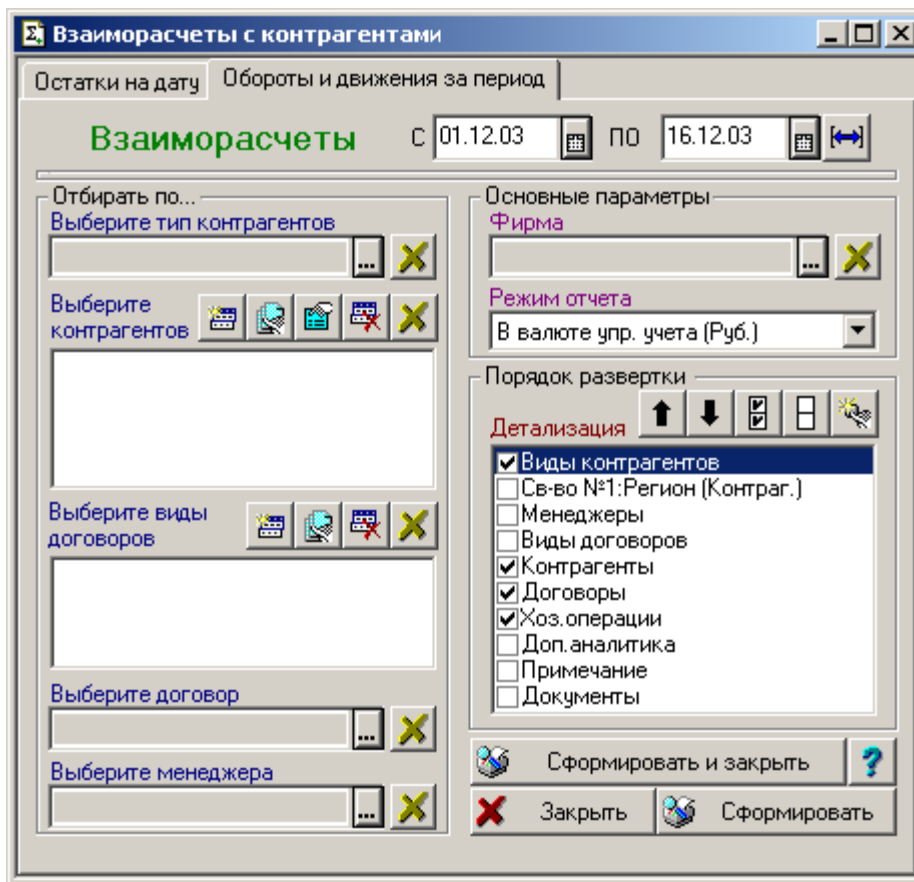 Взаиморасчеты с контрагентами
Остатки на дату
Обороты и движения за период
Взаиморасчеты
С 01.12.03 ПО 16.12.03
Отбирать по...
Выберите тип контрагентов
...
Выберите
контрагентов
Выберите виды
договоров
Выберите договор
...
Выберите менеджера
...
Основные параметры
Фирма
...
Режим отчета
В валюте упр. учета (Руб.)
Порядок развертки
Детализация
Виды контрагентов
Св-во №1:Регион (Контраг.)
Менеджеры
Виды договоров
Контрагенты
Договоры
Хоз.операции
Доп.аналитика
Примечание
Документы
Сформировать и закрыть
?
Закрыть
Сформировать